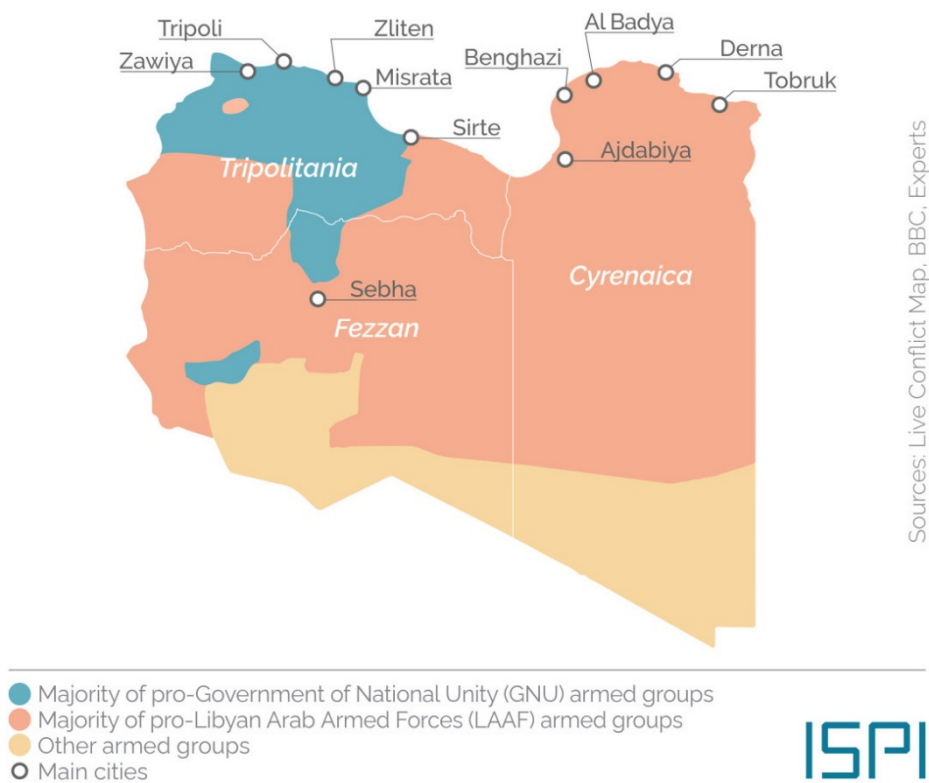 Tripoli
Zliten
Zawiya
Misrata
Sirte
Al Badya
Benghazi
Derna
Tobruk
Ajdabiya
Tripolitania
Cyrenaica
Sebha
Fezzan
Sources: Live Conflict Map, BBC, Experts
Majority of pro-Government of National Unity (GNU) armed groups
Majority of pro-Libyan Arab Armed Forces (LAAF) armed groups
Other armed groups
Main cities
ISPI